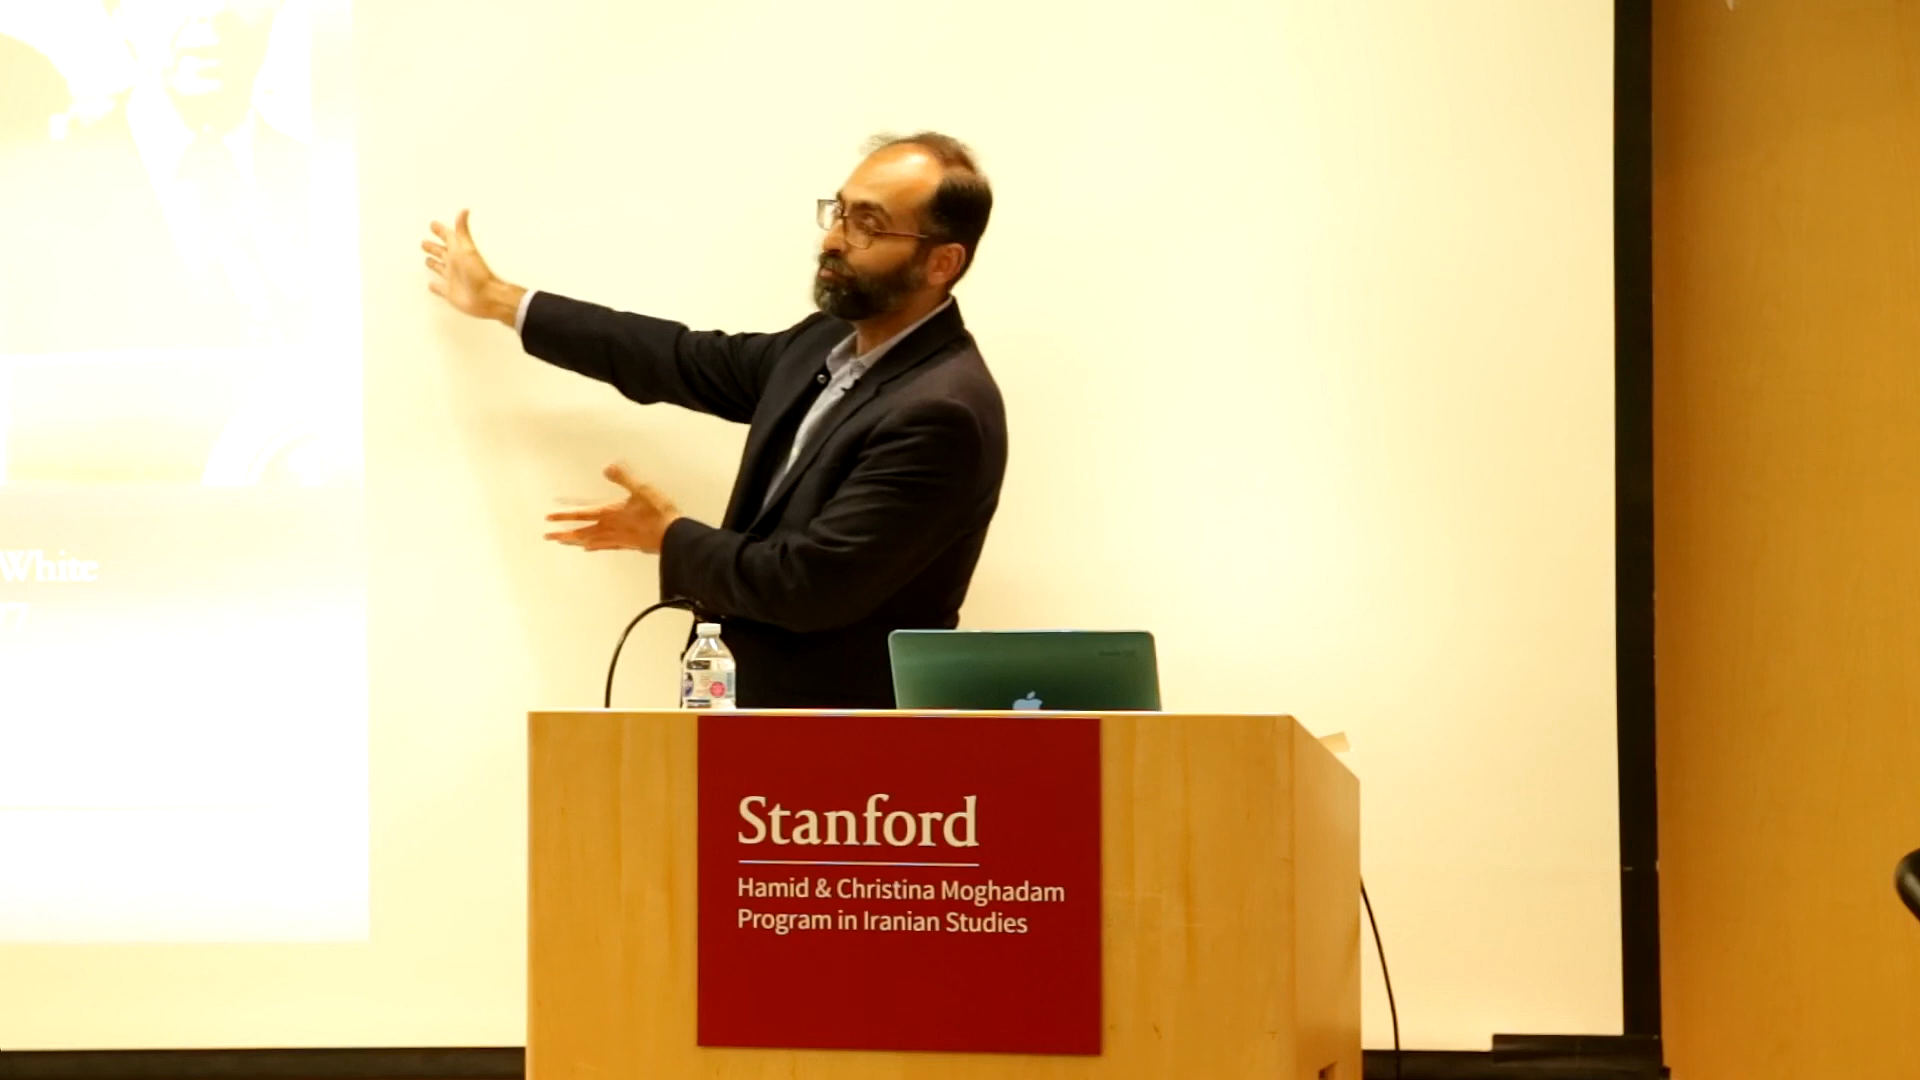 White
Stanford
Hamid & Christina Moghadam
Program in Iranian Studies